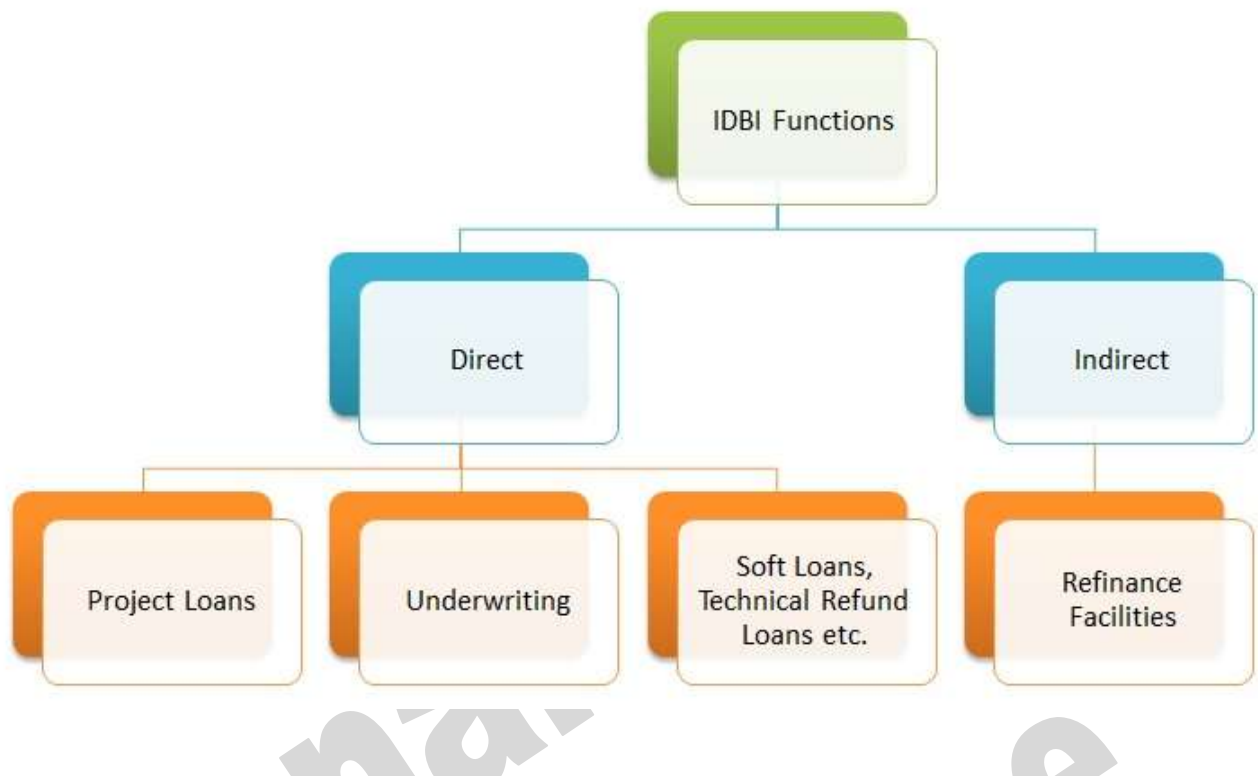 IDBI Functions
Direct
Indirect
Project Loans
Underwriting
Soft Loans,
Technical Refund
Loans etc.
Refinance
Facilities